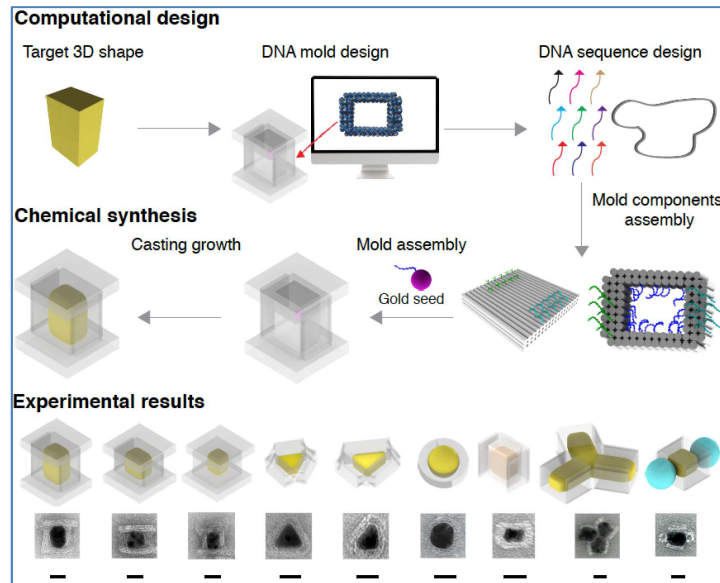 Computational design
Target 3D shape
DNA mold design
DNA sequence design
Mold components
assembly
Chemical synthesis
Casting growth
Mold assembly
Gold seed
Experimental results